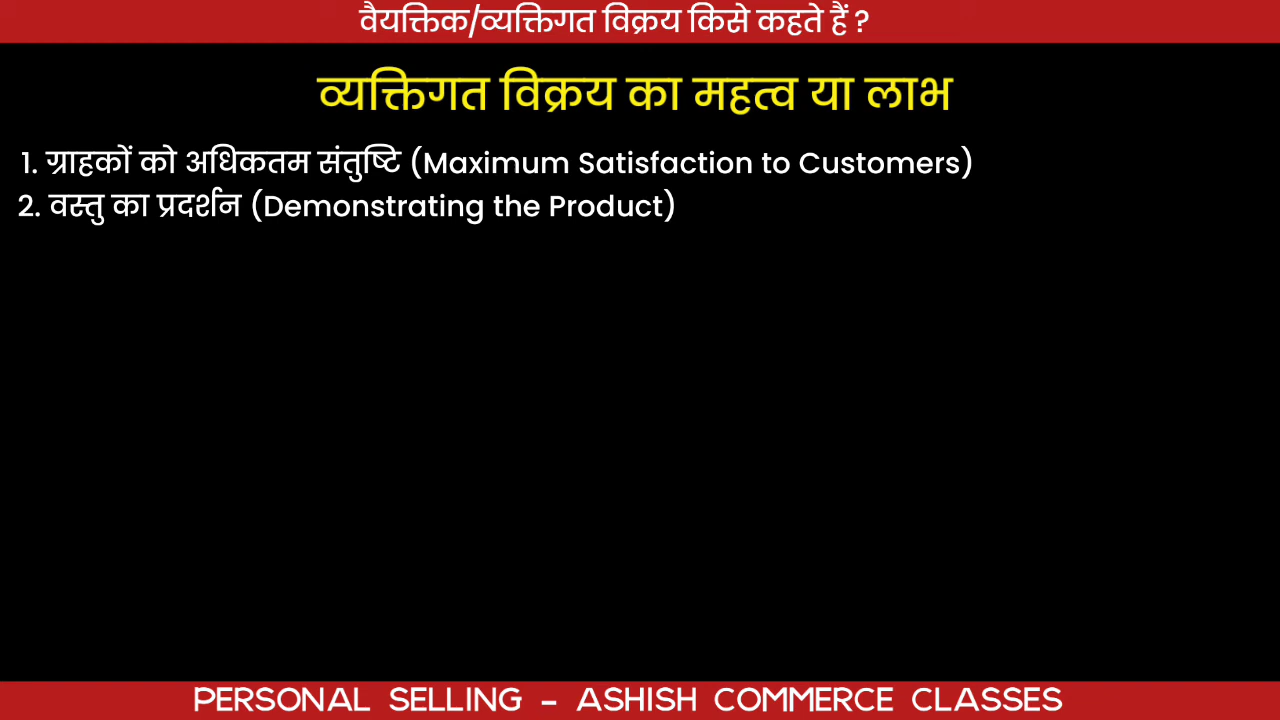 वैयक्तिक/व्यक्तिगत विक्रय किसे कहते हैं ?
व्यक्तिगत विक्रय का महत्व या लाभ
1. ग्राहकों को अधिकतम संतुष्टि (Maximum Satisfaction to Customers)
2. वस्तु का प्रदर्शन (Demonstrating the Product)
PERSONAL SELLING - ASHISH COMMERCE CLASSES